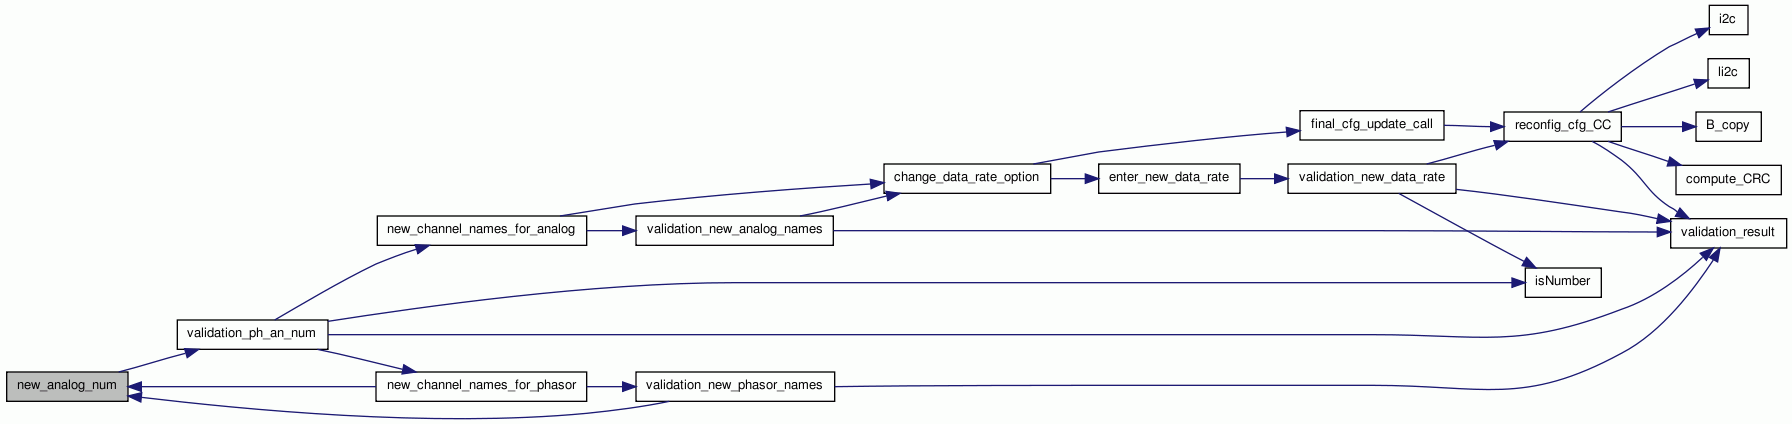 i2c
li2c
final_cfg_update_call
reconfig_cfg_CC
B_copy
change_data_rate_option
enter_new_data_rate
validation_new_data_rate
compute_CRC
new_channel_names_for_analog
validation_new_analog_names
validation_result
isNumber
validation_ph_an_num
new_analog_num
new_channel_names_for_phasor
validation_new_phasor_names